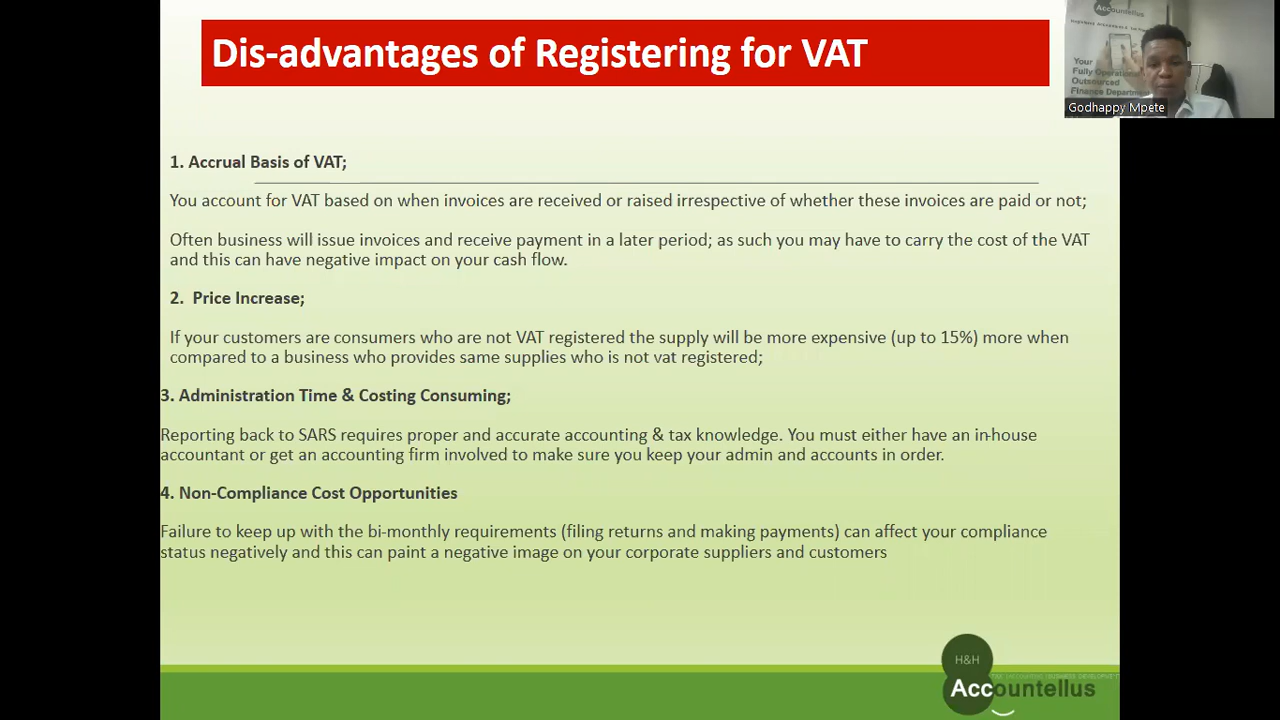 Dis-advantages of Registering for VAT
Accountellus
Your
Fully Operational
Outsourced
Finance Department
Godhappy Mpete
1. Accrual Basis of VAT;
You account for VAT based on when invoices are received or raised irrespective of whether these invoices are paid or not;
Often business will issue invoices and receive payment in a later period; as such you may have to carry the cost of the VAT
and this can have negative impact on your cash flow.
2. Price Increase;
If your customers are consumers who are not VAT registered the supply will be more expensive (up to 15%) more when
compared to a business who provides same supplies who is not vat registered;
3. Administration Time & Costing Consuming;
Reporting back to SARS requires proper and accurate accounting & tax knowledge. You must either have an in-house
accountant or get an accounting firm involved to make sure you keep your admin and accounts in order.
4. Non-Compliance Cost Opportunities
Failure to keep up with the bi-monthly requirements (filing returns and making payments) can affect your compliance
status negatively and this can paint a negative image on your corporate suppliers and customers
H&H
Accountellus